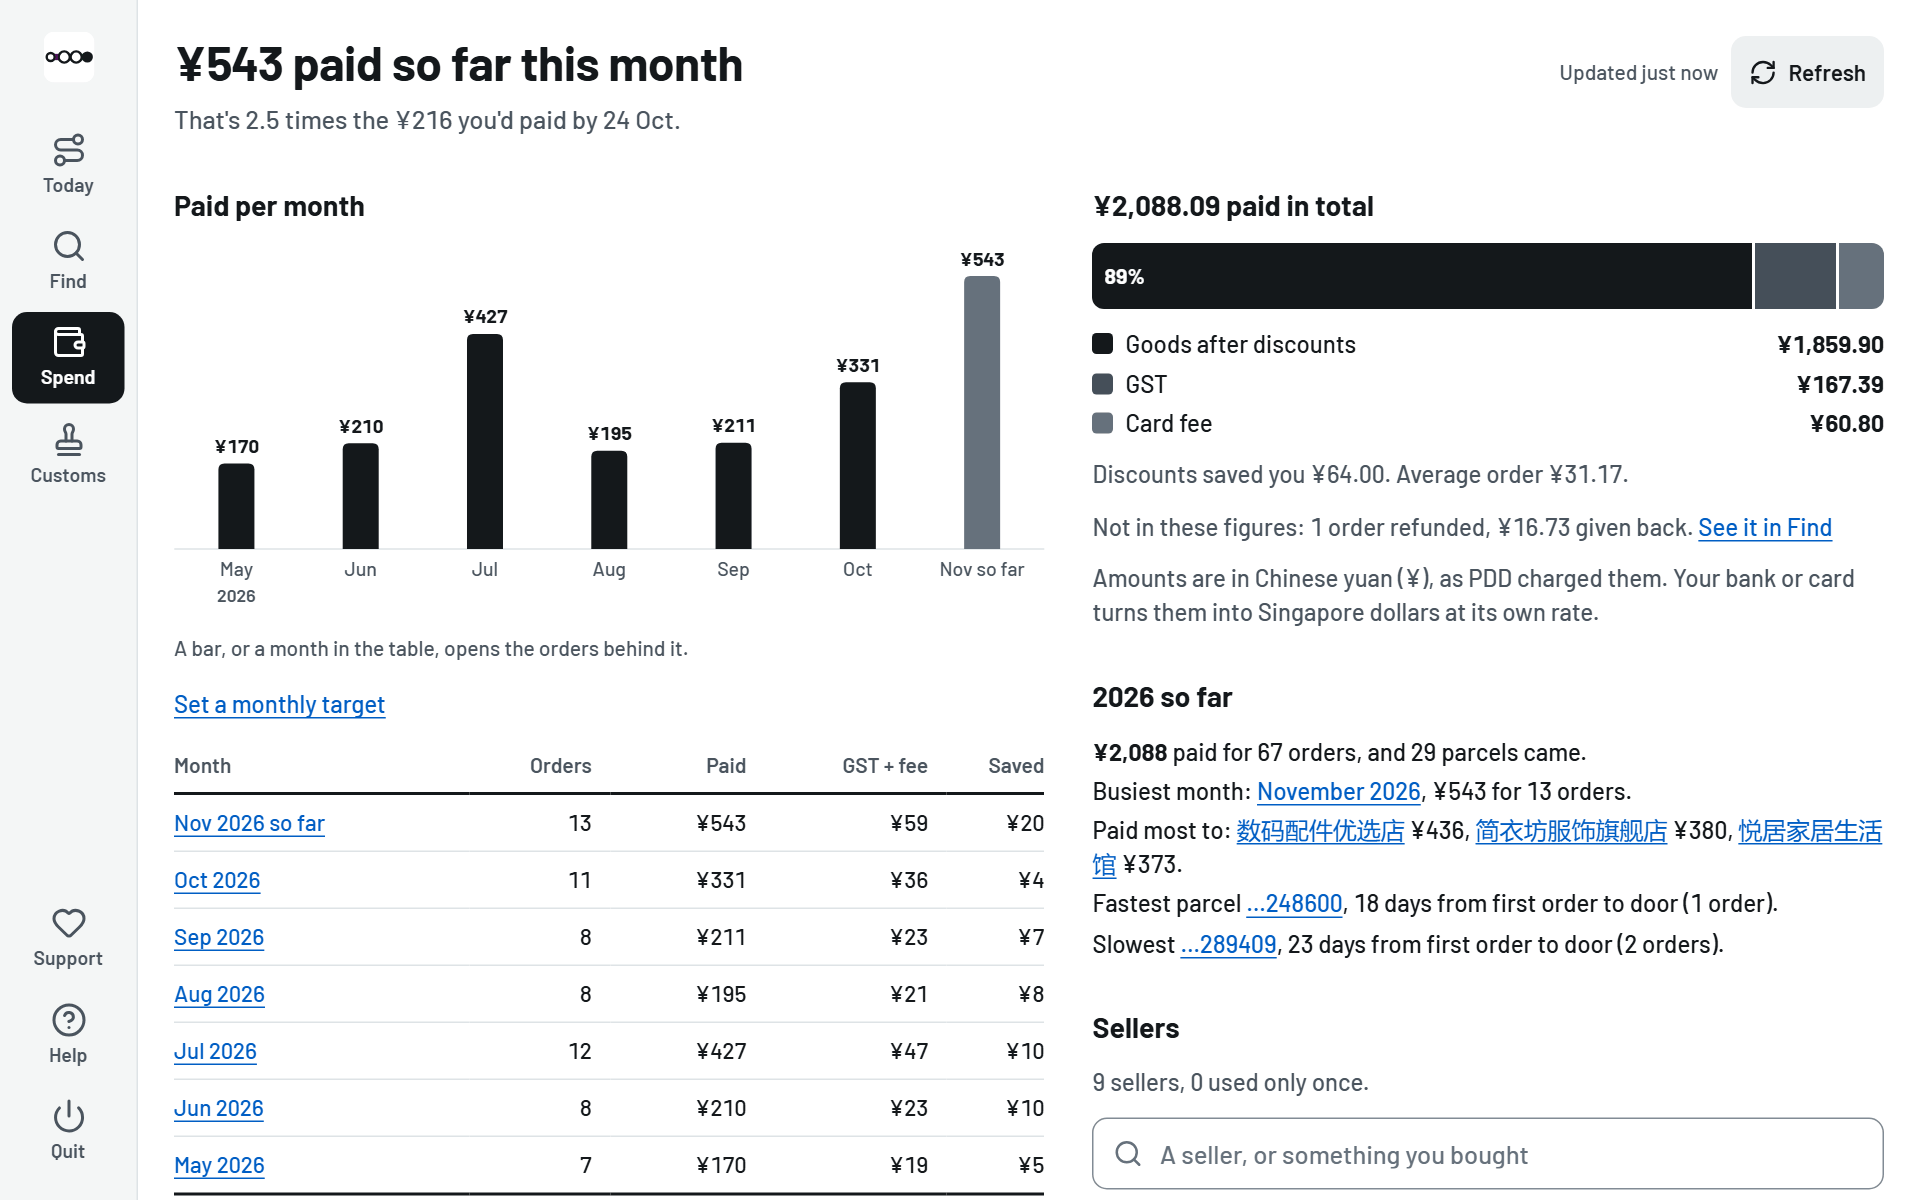 ¥543 paid so far this month
That's 2.5 times the ¥216 you'd paid by 24 Oct.
Updated just now
Refresh
Today
Find
Spend
Customs
Support
Help
Quit
Paid per month
¥170
¥210
¥427
¥195
¥211
¥331
¥543
May
2026
Jun
Jul
Aug
Sep
Oct
Nov so far
A bar, or a month in the table, opens the orders behind it.
Set a monthly target
Month Orders Paid GST + fee Saved
Nov 2026 so far 13 ¥543 ¥59 ¥20
Oct 2026 11 ¥331 ¥36 ¥4
Sep 2026 8 ¥211 ¥23 ¥7
Aug 2026 8 ¥195 ¥21 ¥8
Jul 2026 12 ¥427 ¥47 ¥10
Jun 2026 8 ¥210 ¥23 ¥10
May 2026 7 ¥170 ¥19 ¥5
¥2,088.09 paid in total
89%
Goods after discounts ¥1,859.90
GST ¥167.39
Card fee ¥60.80
Discounts saved you ¥64.00. Average order ¥31.17.
Not in these figures: 1 order refunded, ¥16.73 given back. See it in Find
Amounts are in Chinese yuan (¥), as PDD charged them. Your bank or card
turns them into Singapore dollars at its own rate.
2026 so far
¥2,088 paid for 67 orders, and 29 parcels came.
Busiest month: November 2026, ¥543 for 13 orders.
Paid most to: 数码配件优选店 ¥436, 简衣坊服饰旗舰店 ¥380, 悦居家居生活
馆 ¥373.
Fastest parcel …248600, 18 days from first order to door (1 order).
Slowest …289409, 23 days from first order to door (2 orders).
Sellers
9 sellers, 0 used only once.
A seller, or something you bought